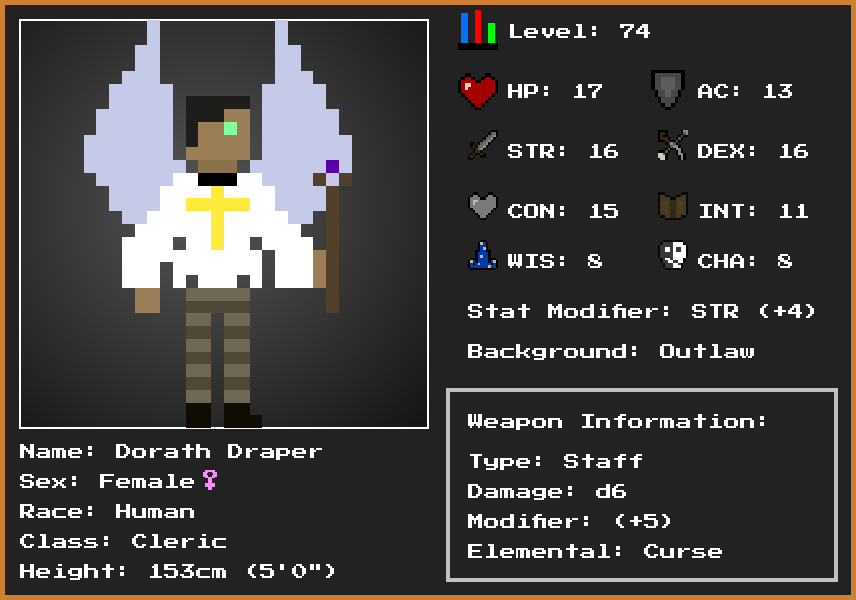 Level: 74
HP: 17
AC: 13
STR: 16
DEX: 16
CON: 15
INT: 11
WIS: 8
CHA: 8
Stat Modifier: STR (+4)
Background: Outlaw
Weapon Information:
Type: Staff
Damage: d6
Modifier: (+5)
Elemental: Curse
Name: Dorath Draper
Sex: Female♀
Race: Human
Class: Cleric
Height: 153cm (5'0")